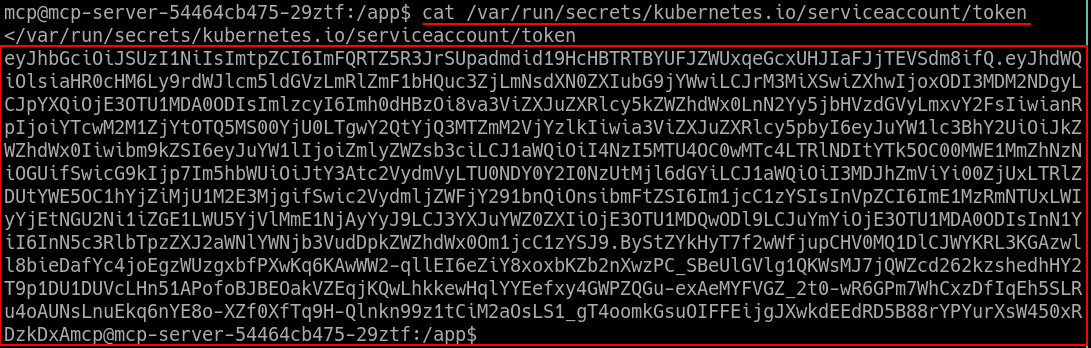 mcp@mcp-server-54464cb475-29ztf:/app$ cat /var/run/secrets/kubernetes.io/serviceaccount/token
</var/run/secrets/kubernetes.io/serviceaccount/token
eyJhbGciOiJSUzI1NiIsImtpZCI6ImFQRTZ5R3JrSUpadmdid19HcHBTRTBYUFJZWUxqeGcxUHJIaFJjTEVSdm8ifQ.eyJhdWQ
iOlsiaHR0cHM6Ly9rdWJlcm5ldGVzLmRlZmF1bHQuc3ZjLmNsdXN0ZXIubG9jYWwiLCJrM3MiXSwiZXhwIjoxODI3MDM2NDgyL
CJpYXQiOjE3OTU1MDA0ODIsImlzcyI6Imh0dHBzOi8va3ViZXJuZXRlcy5kZWZhdWx0LnN2Yy5jbHVzdGVyLmxvY2FsIiwianR
pIjoiYTcwM2M1ZjYtOTQ5MS00YjU0LTgwY2QtYjQ3MTZmM2VjYzlkIiwia3ViZXJuZXRlcy5pbyI6eyJuYW1lc3BhY2UiOiJkZ
WZhdWx0Iiwibm9kZSI6eyJuYW1lIjoiZmlyZWZsb3ciLCJ1aWQiOiI4NzI5MTU4OC0wMTc4LTRlNDItYTk5OC00MWE1MmZhNzN
iOGUifSwicG9kIjp7Im5hbWUiOiJtY3Atc2VydmVyLTU0NDY0Y2I0NzUtMjl6dGYiLCJ1aWQiOiI3MDJhZmViYi00ZjUxLTRlZ
DUtYWE5OC1hYjZiMjU1M2E3MjgifSwic2VydmljZWFjY291bnQiOnsibmFtZSI6Im1jcC1zYSIsInVpZCI6ImE1MzRmNTUxLWI
yYjEtNGU2Ni1iZGE1LWU5YjVlMmE1NjAyYyJ9LCJ3YXJuYWZ0ZXIiOjE3OTU1MDQwODl9LCJuYmYiOjE3OTU1MDA0ODIsInN1Y
iI6InN5c3RlbTpzZXJ2aWNlYWNjb3VudDpkZWZhdWx0Om1jcC1zYSJ9.ByStZYkHyT7f2wWfjupCHV0MQ1DlCJWYKRL3KGAzwl
l8bieDafYc4joEgzWUzgxbfPXwKq6KAwWW2-qllEI6eZiY8xoxbKZb2nXwzPC_SBeUlGVlg1QKWsMJ7jQWZcd262kzshedhHY2
T9p1DU1DUVcLHn51APofoBJBEOakVZEqjKQwLhkkewHqlYYEefxy4GWPZQGu-exAeMYFVGZ_2t0-wR6GPm7WhCxzDfIqEh5SLR
u4oAUNsLnuEkq6nYE8o-XZf0XfTq9H-Qlnkn99z1tCiM2aOsLS1_gT4oomkGsuOIFFEijgJXwkdEEdRD5B88rYPYurXsW450xR
DzkDxAmcp@mcp-server-54464cb475-29ztf:/app$